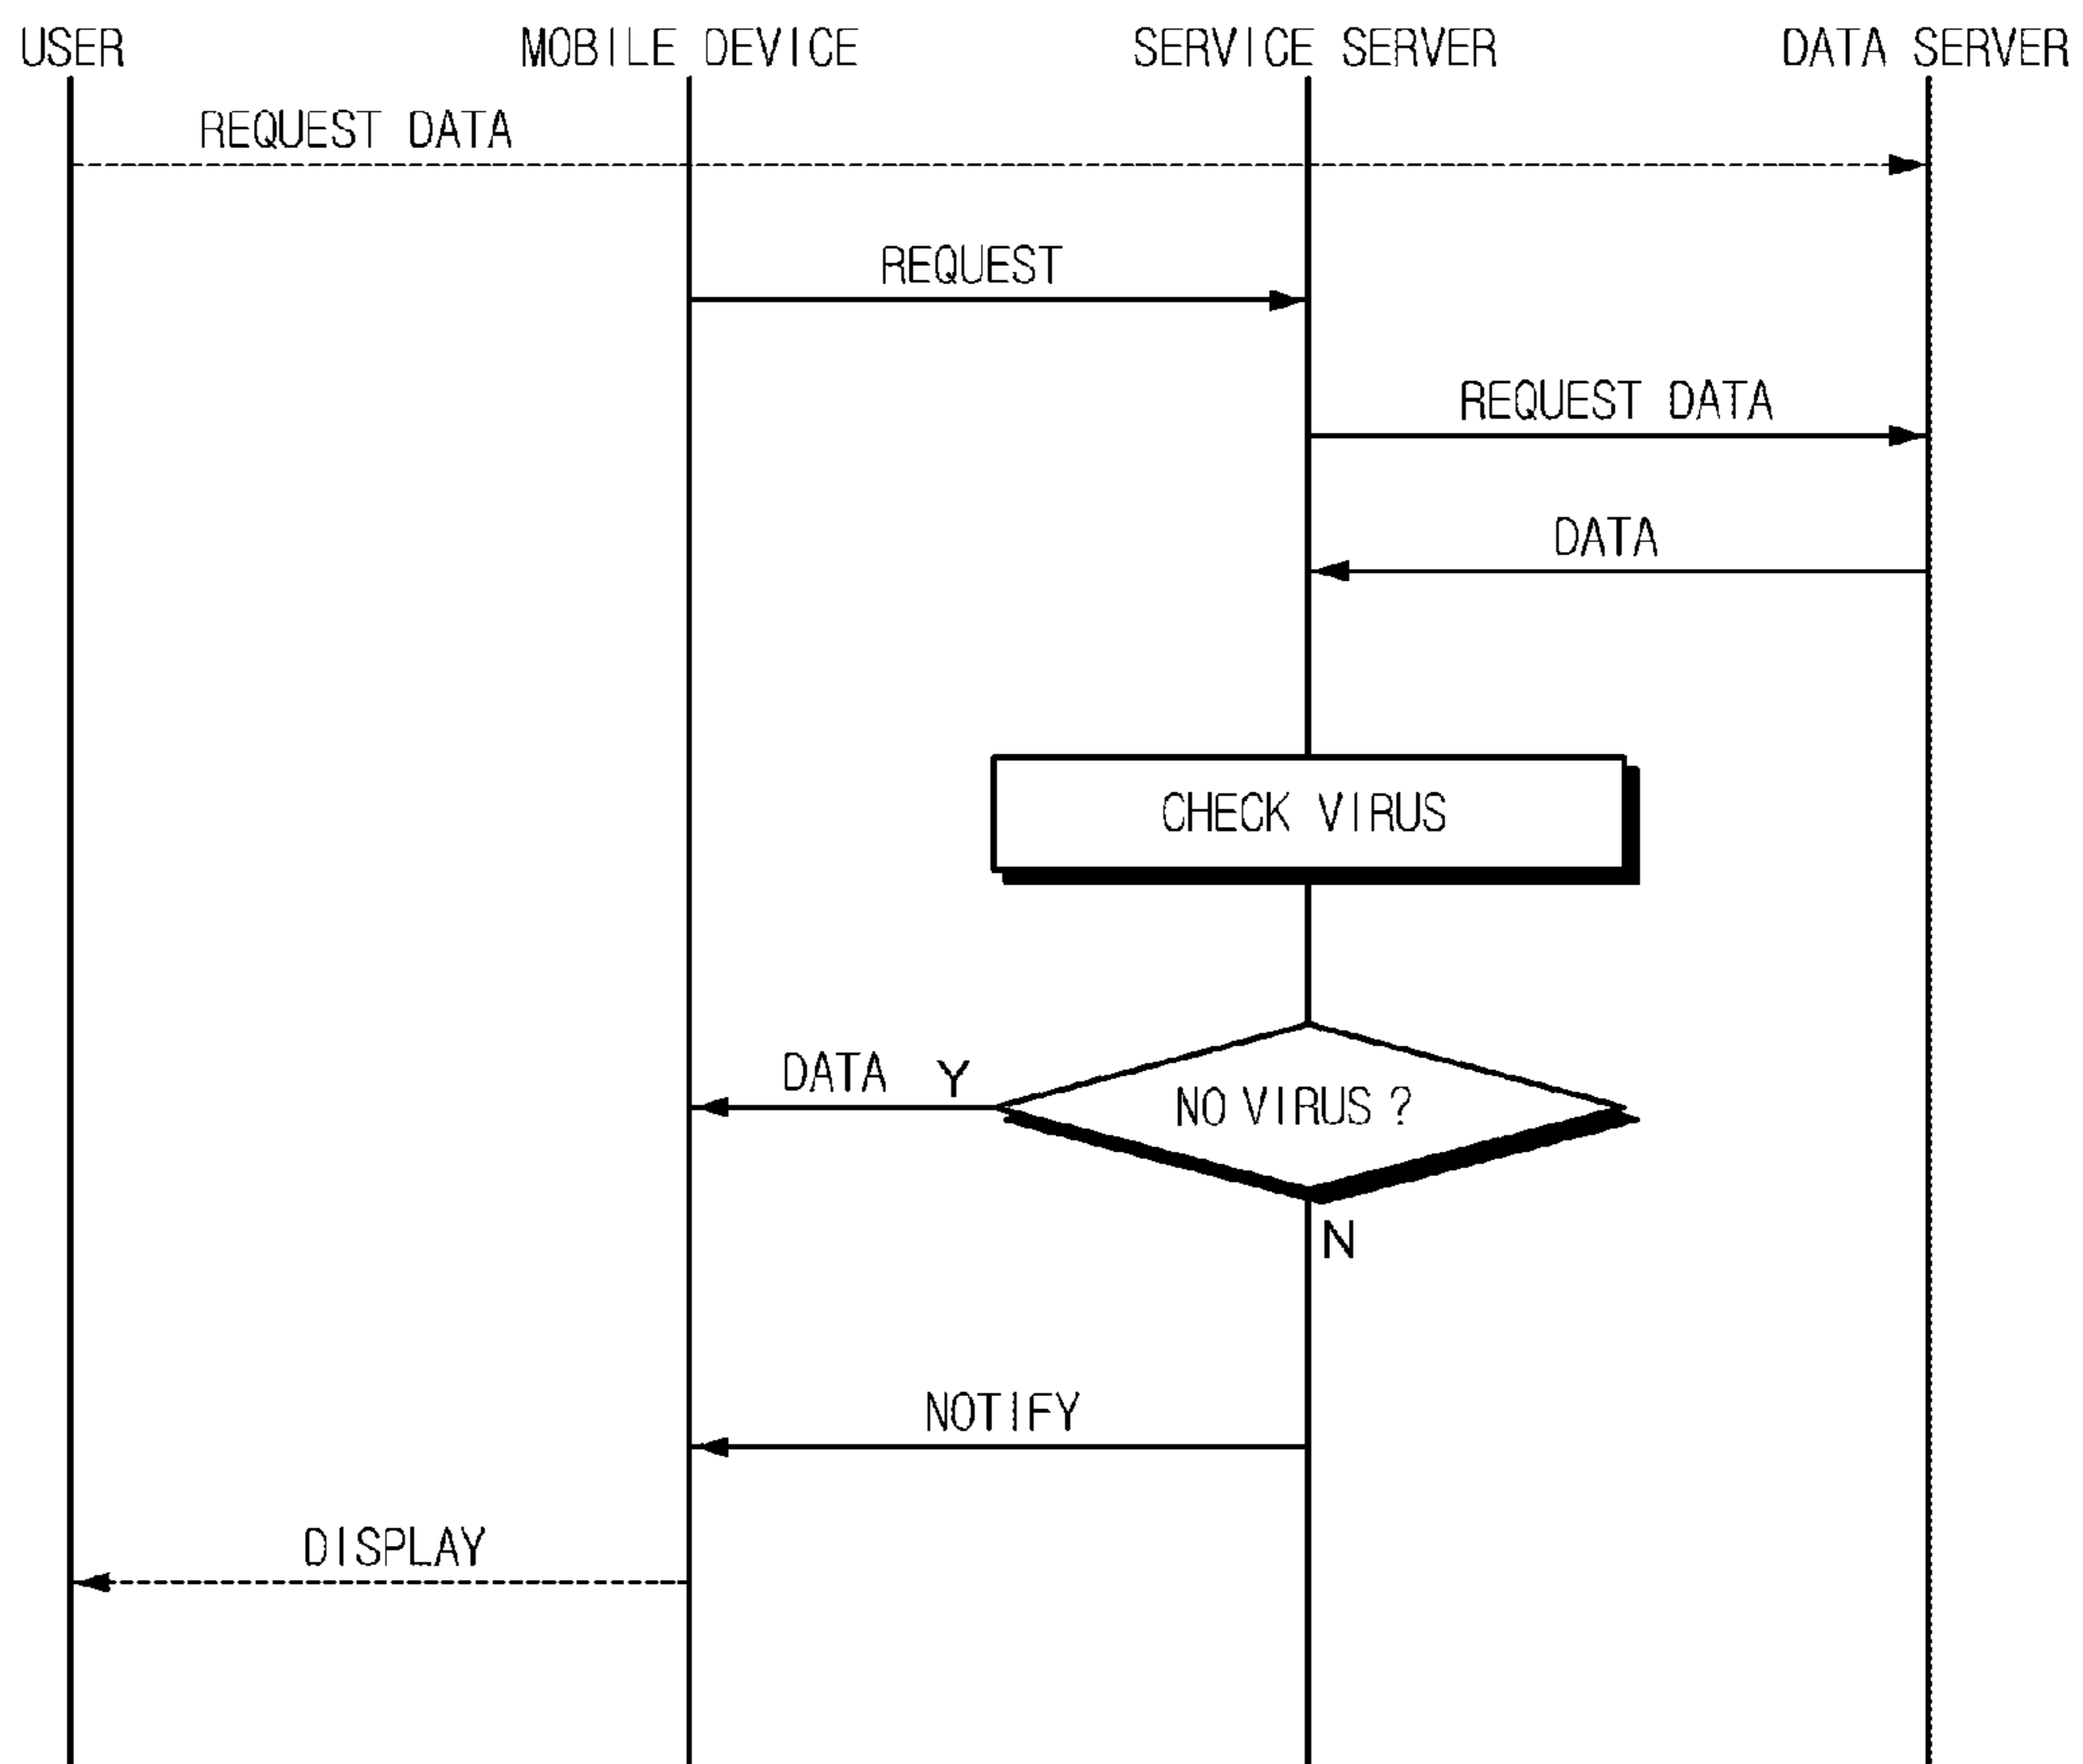 USER MOBILE DEVICE SERVICE SERVER DATA SERVER
REQUEST DATA
REQUEST
REQUEST DATA
DATA
CHECK VIRUS
DATA Y
NO VIRUS ?
N
NOTIFY
DISPLAY